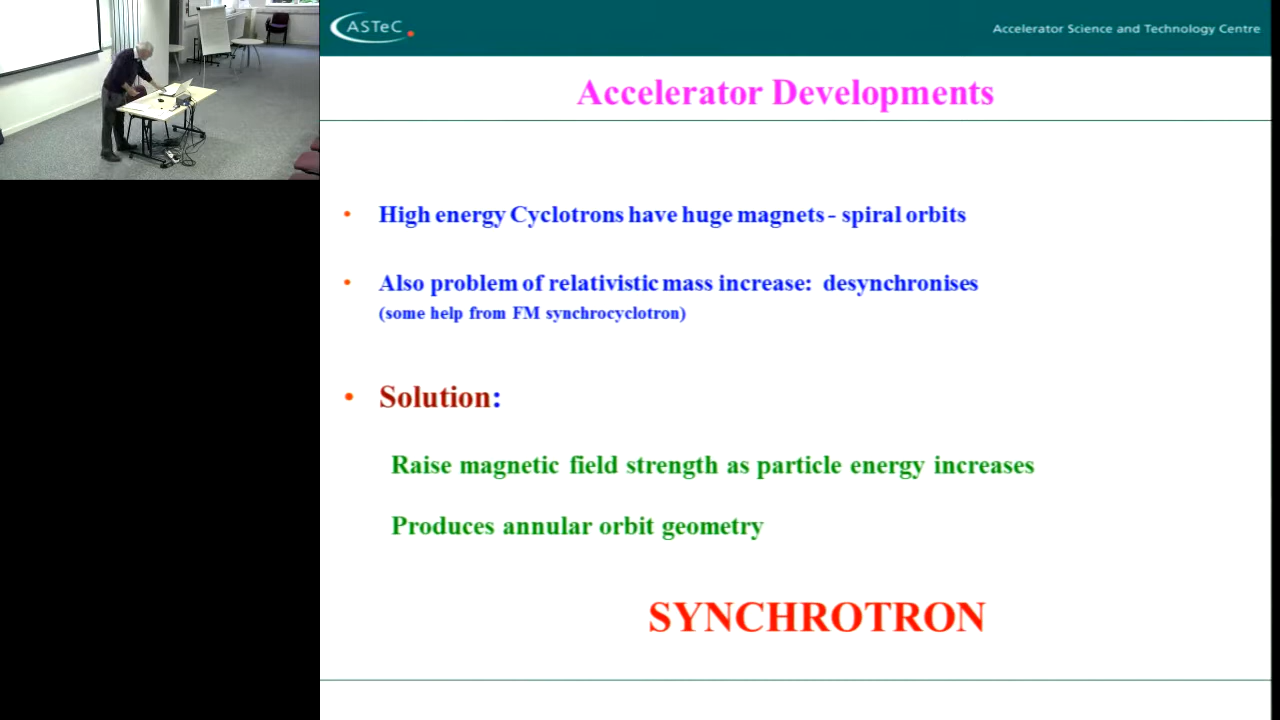 ASTeC
Accelerator Science and Technology Centre
Accelerator Developments
• High energy Cyclotrons have huge magnets - spiral orbits
• Also problem of relativistic mass increase: desynchronises
(some help from FM synchrocyclotron)
• Solution:
Raise magnetic field strength as particle energy increases
Produces annular orbit geometry
SYNCHROTRON